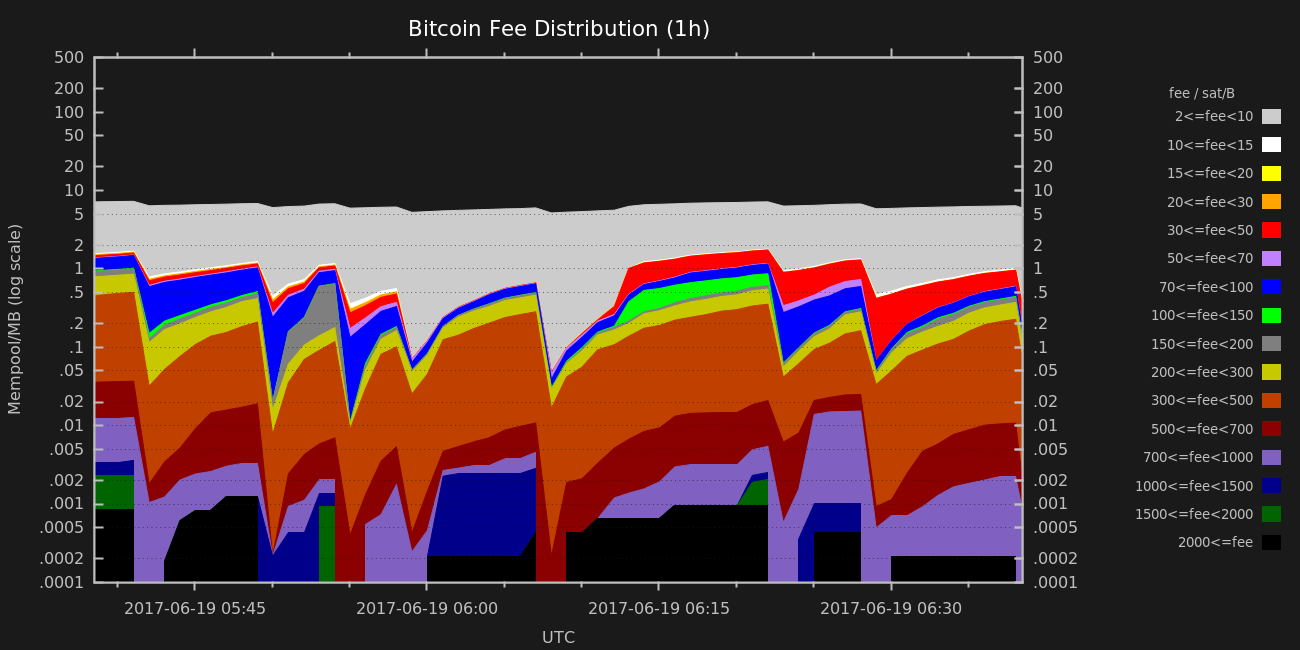 Bitcoin Fee Distribution (1h)
500 500
200 200
100 100
50 50
20 20
10 10
5 5
2 2
1 1
.5 .5
.2 .2
.1 .1
.05 .05
.02 .02
.01 .01
.005 .005
.002 .002
.001 .001
.0005 .0005
.0002 .0002
.0001 .0001
Mempool/MB (log scale)
2017-06-19 05:45 2017-06-19 06:00 2017-06-19 06:15 2017-06-19 06:30
UTC
fee / sat/B
2<=fee<10
10<=fee<15
15<=fee<20
20<=fee<30
30<=fee<50
50<=fee<70
70<=fee<100
100<=fee<150
150<=fee<200
200<=fee<300
300<=fee<500
500<=fee<700
700<=fee<1000
1000<=fee<1500
1500<=fee<2000
2000<=fee